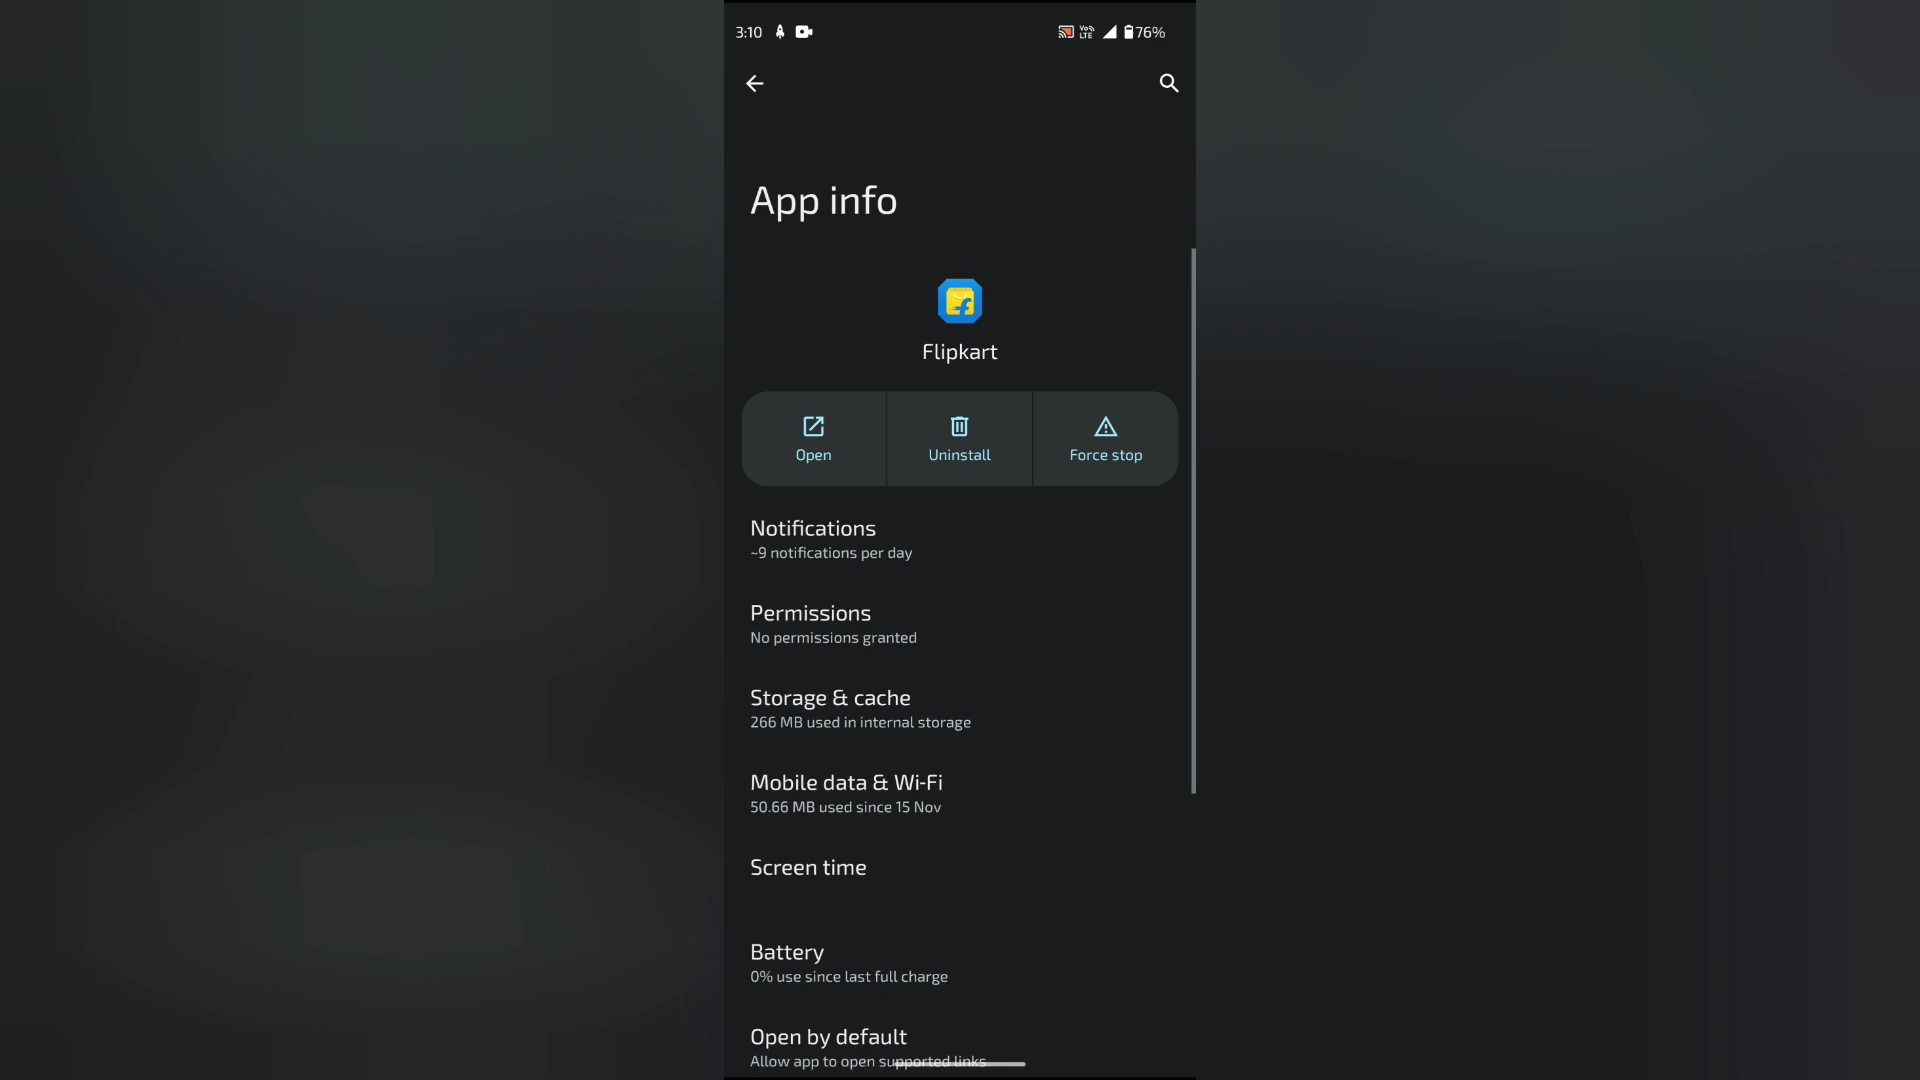 3:10
Vo
LTE
76%
App info
Flipkart
Open
Uninstall
Force stop
Notifications
~9 notifications per day
Permissions
No permissions granted
Storage & cache
266 MB used in internal storage
Mobile data & Wi-Fi
50.66 MB used since 15 Nov
Screen time
Battery
0% use since last full charge
Open by default
Allow app to open supported links